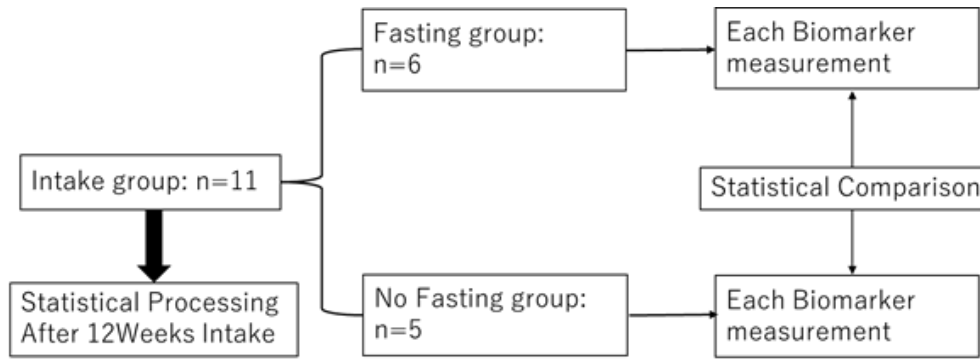 Fasting group:
n=6
Each Biomarker
measurement
Intake group: n=11
Statistical Comparison
Statistical Processing
After 12Weeks Intake
No Fasting group:
n=5
Each Biomarker
measurement